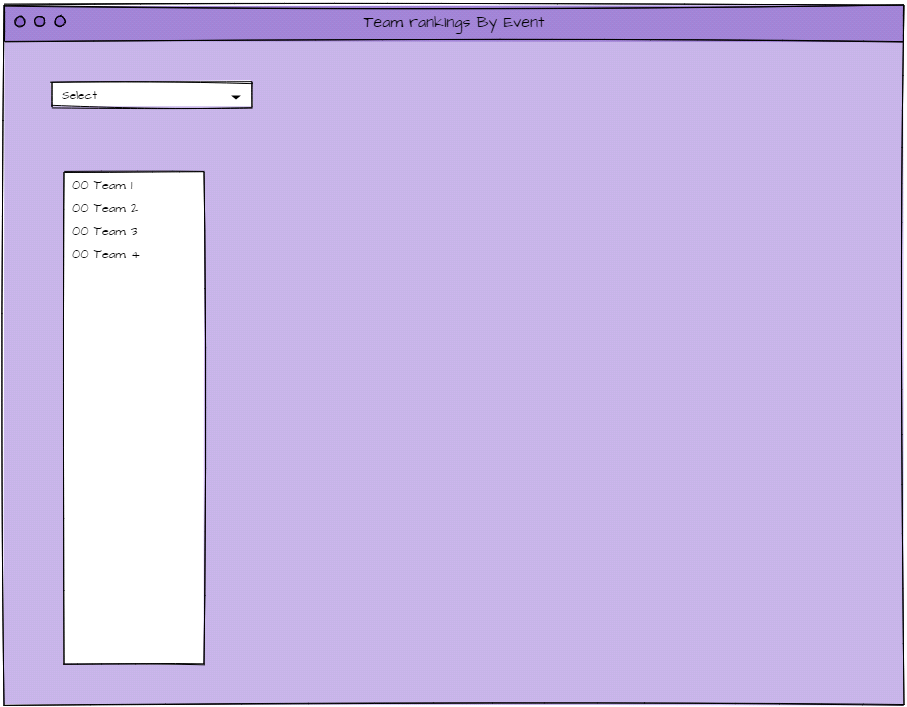 Team rankings By Event
Select
00 Team 1
00 Team 2
00 Team 3
00 Team 4